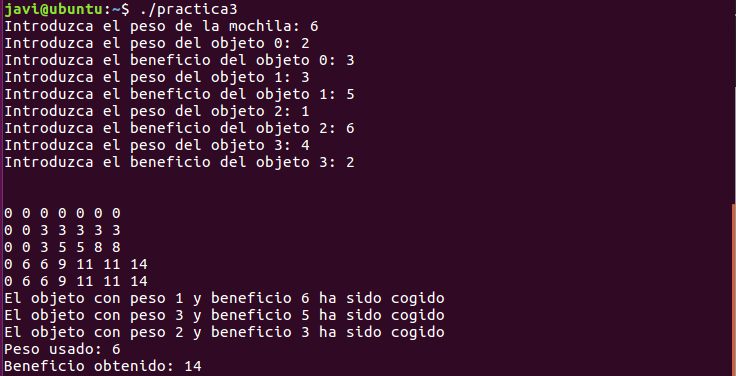 javi@ubuntu:~$ ./practica3
Introduzca el peso de la mochila: 6
Introduzca el peso del objeto 0: 2
Introduzca el beneficio del objeto 0: 3
Introduzca el peso del objeto 1: 3
Introduzca el beneficio del objeto 1: 5
Introduzca el peso del objeto 2: 1
Introduzca el beneficio del objeto 2: 6
Introduzca el peso del objeto 3: 4
Introduzca el beneficio del objeto 3: 2
0 0 0 0 0 0 0
0 0 3 3 3 3 3
0 0 3 5 5 8 8
0 6 6 9 11 11 14
0 6 6 9 11 11 14
El objeto con peso 1 y beneficio 6 ha sido cogido
El objeto con peso 3 y beneficio 5 ha sido cogido
El objeto con peso 2 y beneficio 3 ha sido cogido
Peso usado: 6
Beneficio obtenido: 14